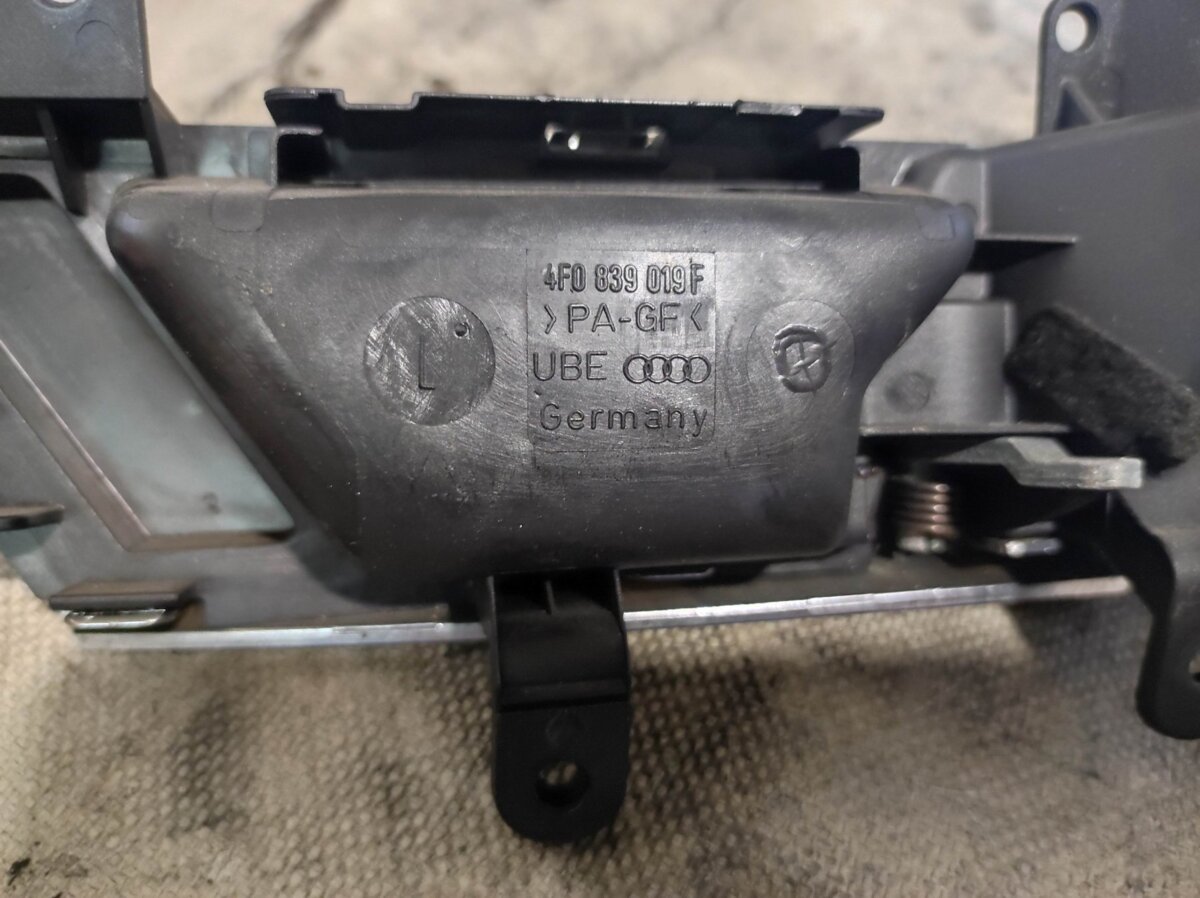 4F0 839 019 F
>PA-GF<
L
UBE
Germany